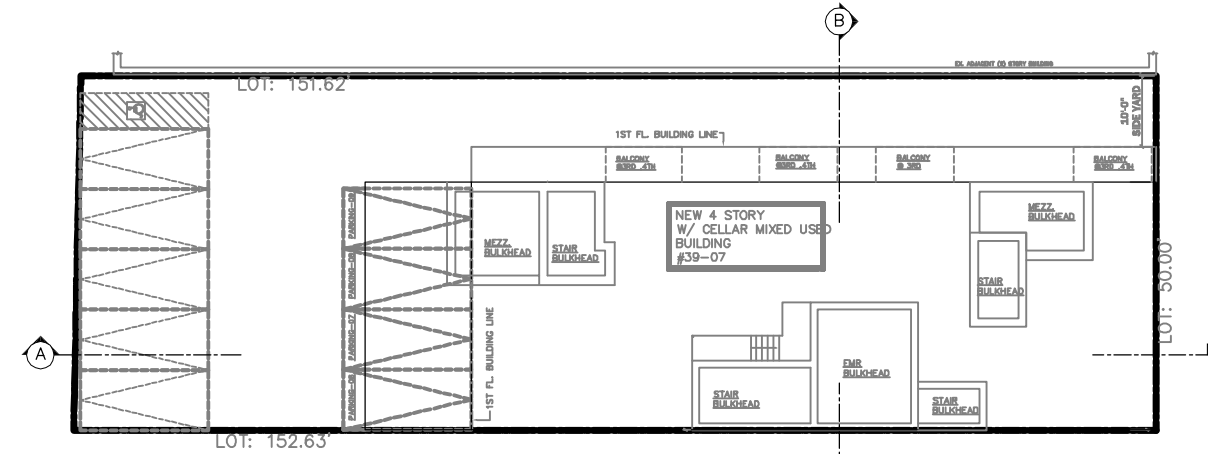 B
EX. ADJACENT (2) STORY BUILDING
LOT: 151.62'
10'-0"
SIDE YARD
1ST FL. BUILDING LINE
BALCONY
@3RD .4TH
BALCONY
@3RD .4TH
BALCONY
@ 3RD
BALCONY
@3RD .4TH
NEW 4 STORY
W/ CELLAR MIXED USED
BUILDING
#39-07
MEZZ.
BULKHEAD
STAIR
BULKHEAD
MEZZ.
BULKHEAD
STAIR
BULKHEAD
LOT: 50.00'
PARKING-07
1ST FL. BUILDING LINE
A
EMR
BULKHEAD
STAIR
BULKHEAD
STAIR
BULKHEAD
LOT: 152.63'
B